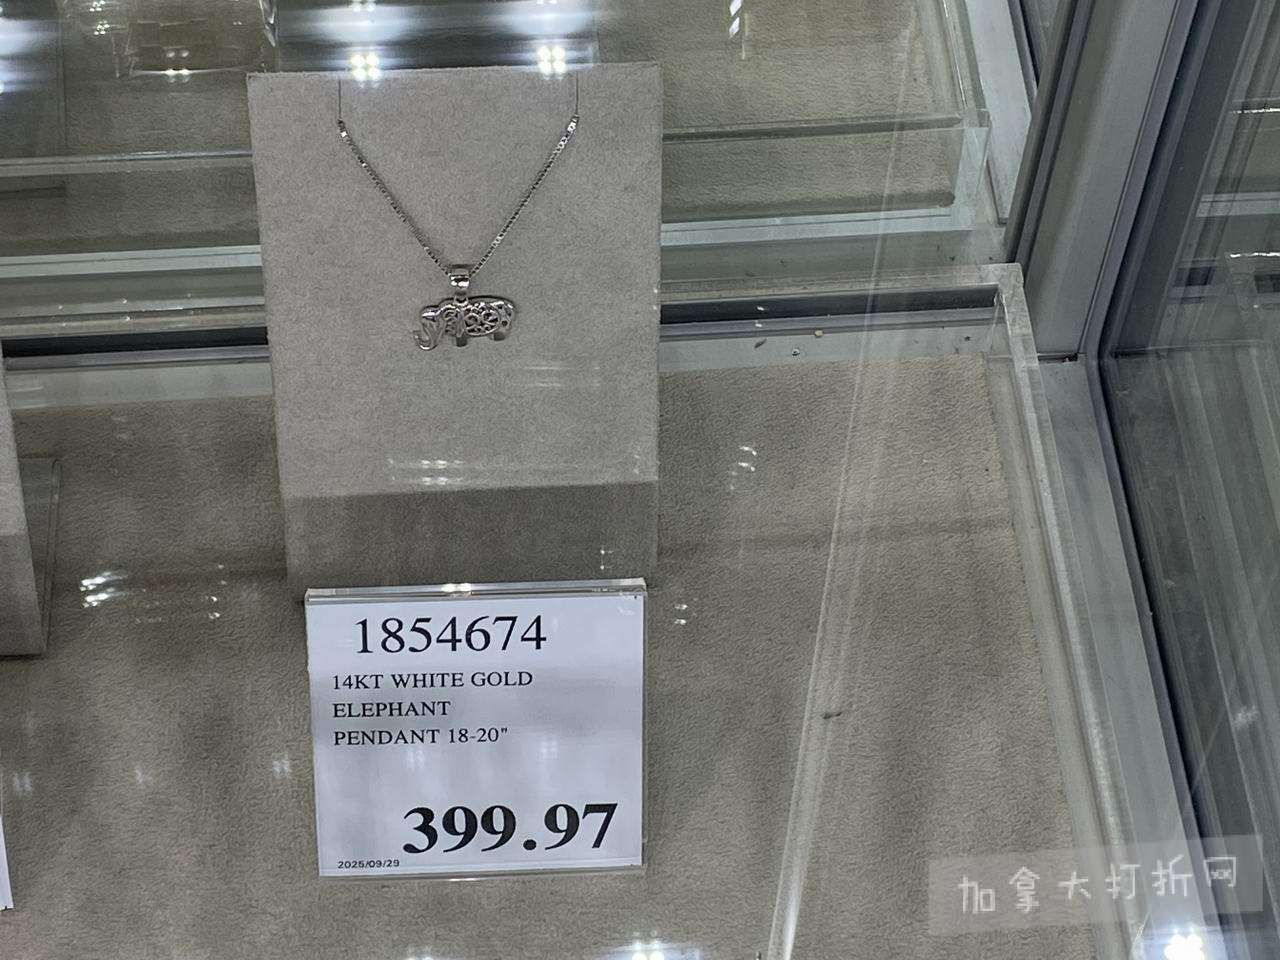 1854674
14KT WHITE GOLD
ELEPHANT
PENDANT 18-20"
399.97
2025/09/29
加拿大打折网